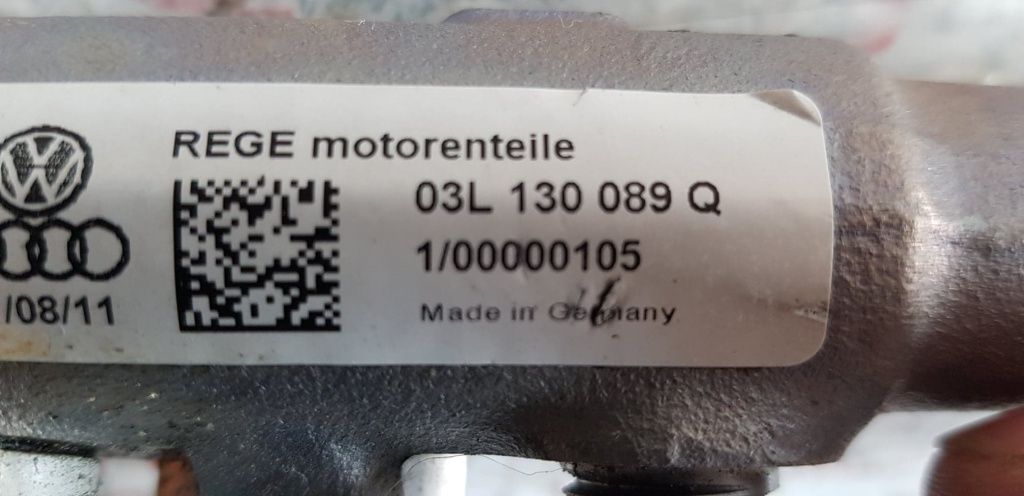 REGE motorenteile
03L 130 089 Q
1/00000105
Made in Germany
/08/11